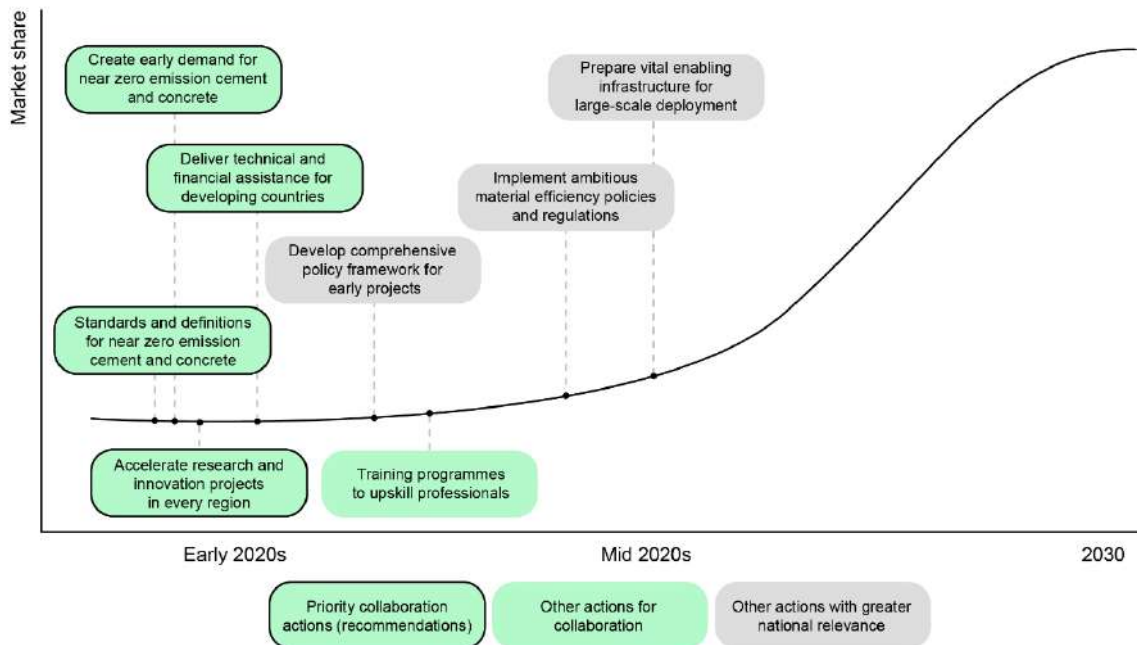 Market share
Create early demand for
near zero emission cement
and concrete
Prepare vital enabling
infrastructure for
large-scale deployment
Deliver technical and
financial assistance for
developing countries
Implement ambitious
material efficiency policies
and regulations
Develop comprehensive
policy framework for
early projects
Standards and definitions
for near zero emission
cement and concrete
Accelerate research and
innovation projects
in every region
Training programmes
to upskill professionals
Early 2020s
Mid 2020s
2030
Priority collaboration
actions (recommendations)
Other actions for
collaboration
Other actions with greater
national relevance